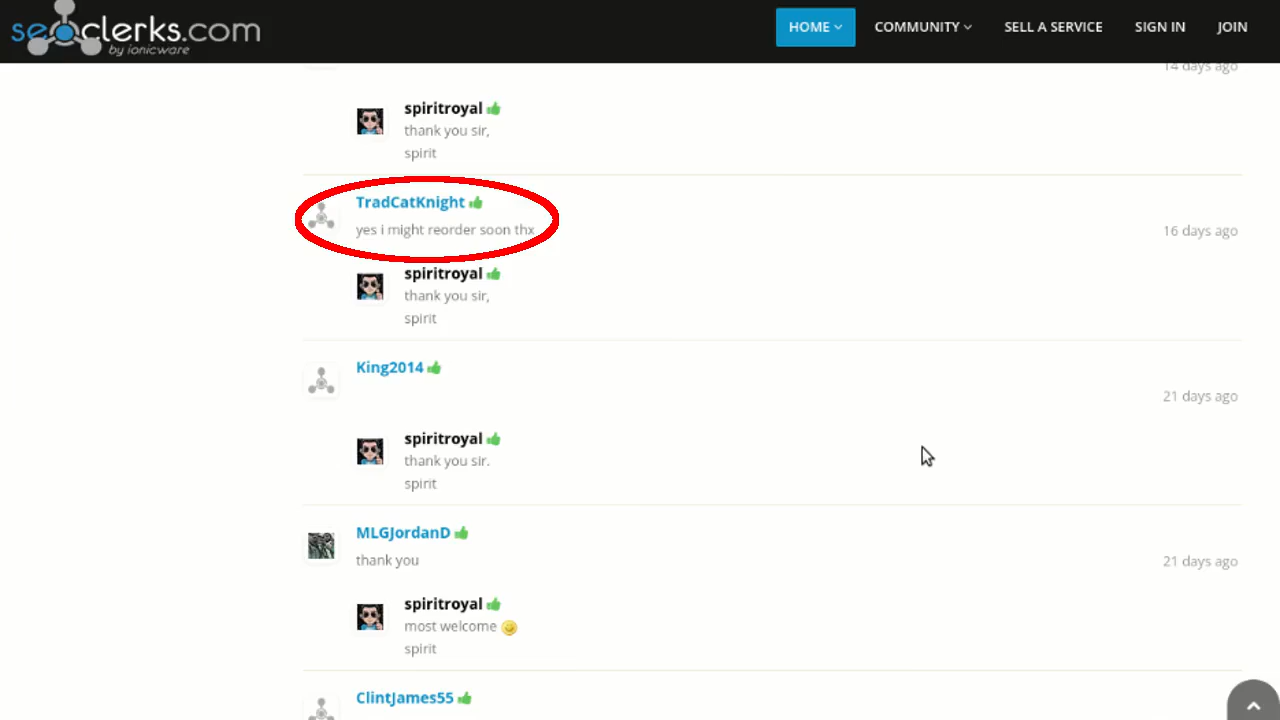 seoclerks.com
by ionicware
HOME
COMMUNITY
SELL A SERVICE
SIGN IN
JOIN
14 days ago
spiritroyal
thank you sir,
spirit
TradCatKnight
yes i might reorder soon thx
16 days ago
spiritroyal
thank you sir,
spirit
King2014
21 days ago
spiritroyal
thank you sir.
spirit
MLGJordanD
thank you
21 days ago
spiritroyal
most welcome
spirit
ClintJames55